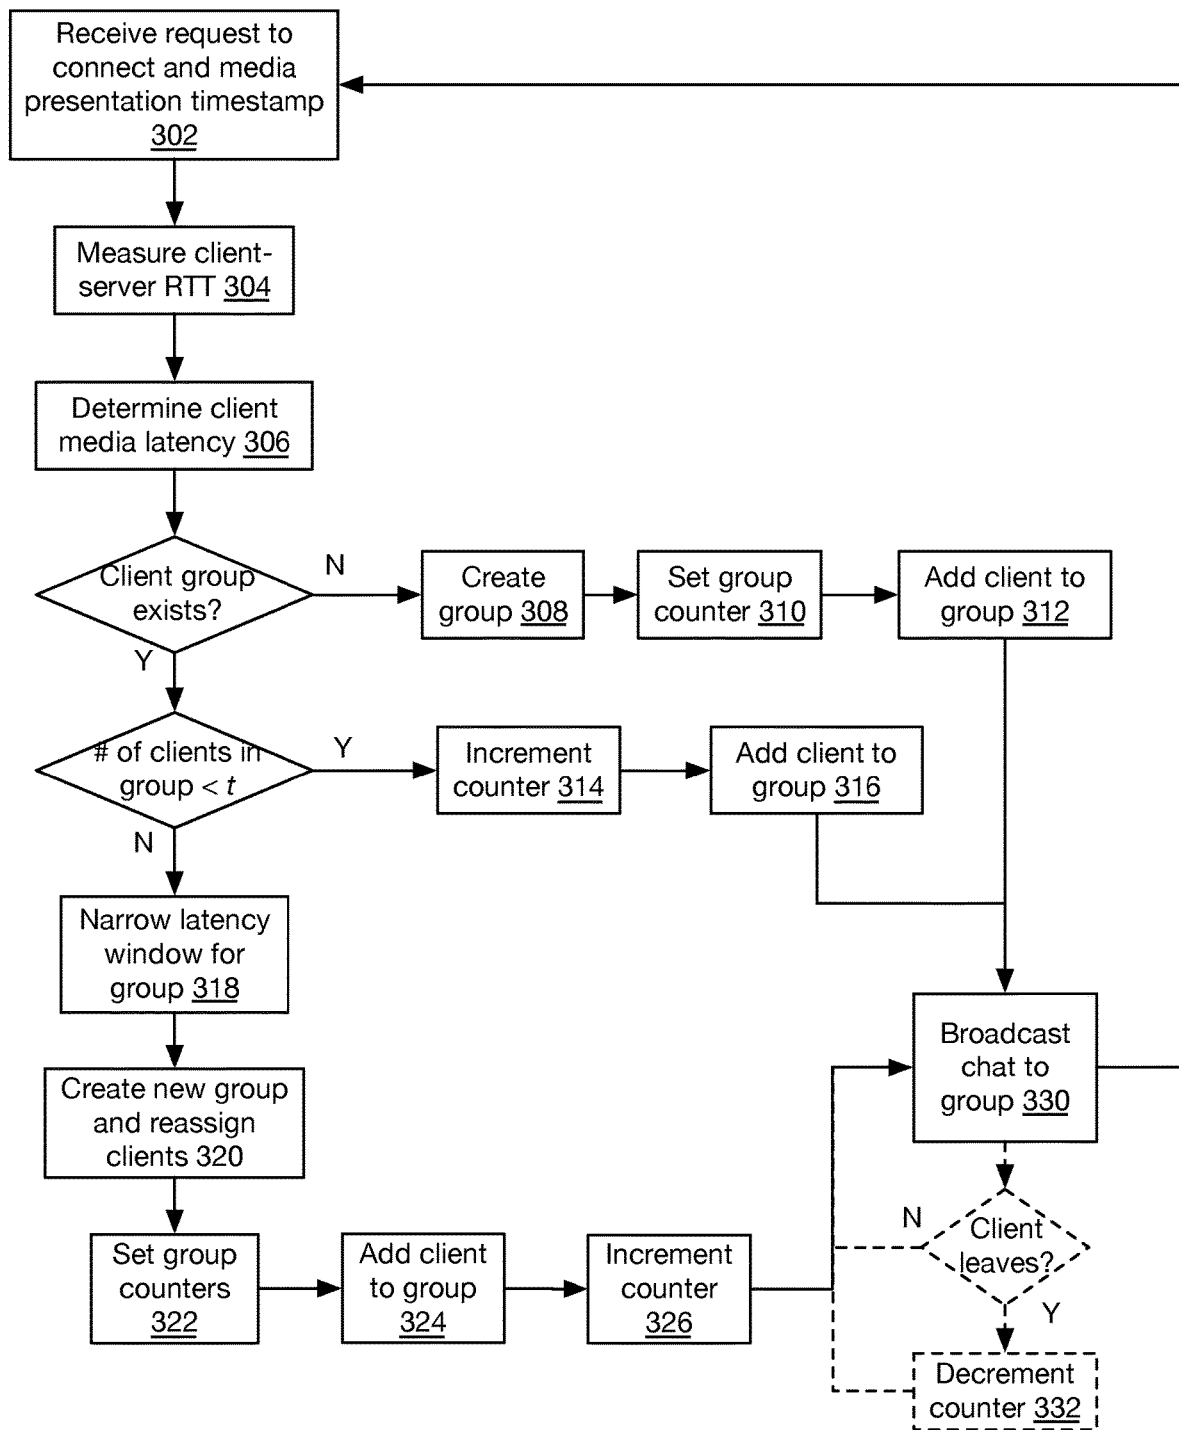 Receive request to
connect and media
presentation timestamp
302
Measure client-
server RTT 304
Determine client
media latency 306
Client group
exists?
N
Create
group 308
Set group
counter 310
Add client to
group 312
Y
# of clients in
group < t
Y
Increment
counter 314
Add client to
group 316
N
Narrow latency
window for
group 318
Create new group
and reassign
clients 320
Set group
counters
322
Add client
to group
324
Increment
counter
326
Broadcast
chat to
group 330
Client
leaves?
N
Y
Decrement
counter 332